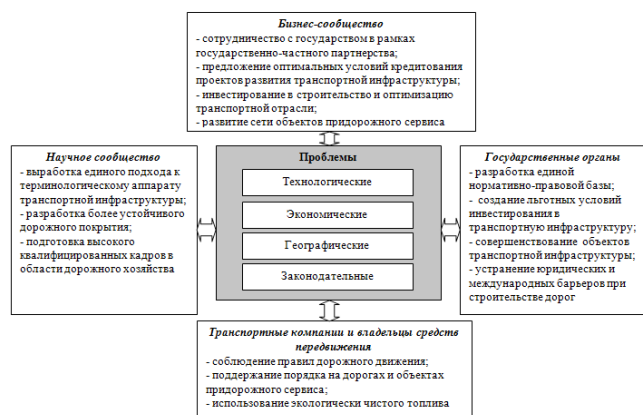 Бизнес-сообщество
- сотрудничество с государством в рамках
государственно-частного партнерства;
- предложение оптимальных условий кредитования
проектов развития транспортной инфраструктуры;
- инвестирование в строительство и оптимизацию
транспортной отрасли;
- развитие сети объектов придорожного сервиса
Научное сообщество
- выработка единого подхода к
терминологическому аппарату
транспортной инфраструктуры;
- разработка более устойчивого
дорожного покрытия;
- подготовка высокого
квалифицированных кадров в
области дорожного хозяйства
Проблемы
Технологические
Экономические
Географические
Законодательные
Государственные органы
- разработка единой
нормативно-правовой базы;
- создание льготных условий
инвестирования в
транспортную инфраструктуру;
- совершенствование объектов
транспортной инфраструктуры;
- устранение юридических и
международных барьеров при
строительстве дорог
Транспортные компании и владельцы средств
передвижения
- соблюдение правил дорожного движения;
- поддержание порядка на дорогах и объектах
придорожного сервиса;
- использование экологически чистого топлива